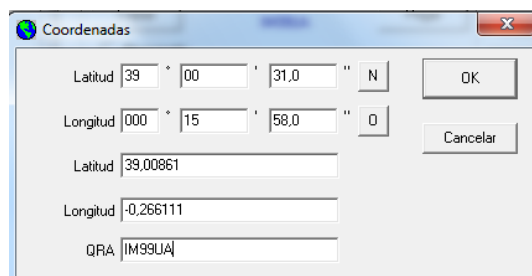 Coordenadas
Latitud 39 ° 00 ' 31,0 " N OK
Longitud 000 ° 15 ' 58,0 " O Cancelar
Latitud 39,00861
Longitud -0,266111
QRA IM99UA